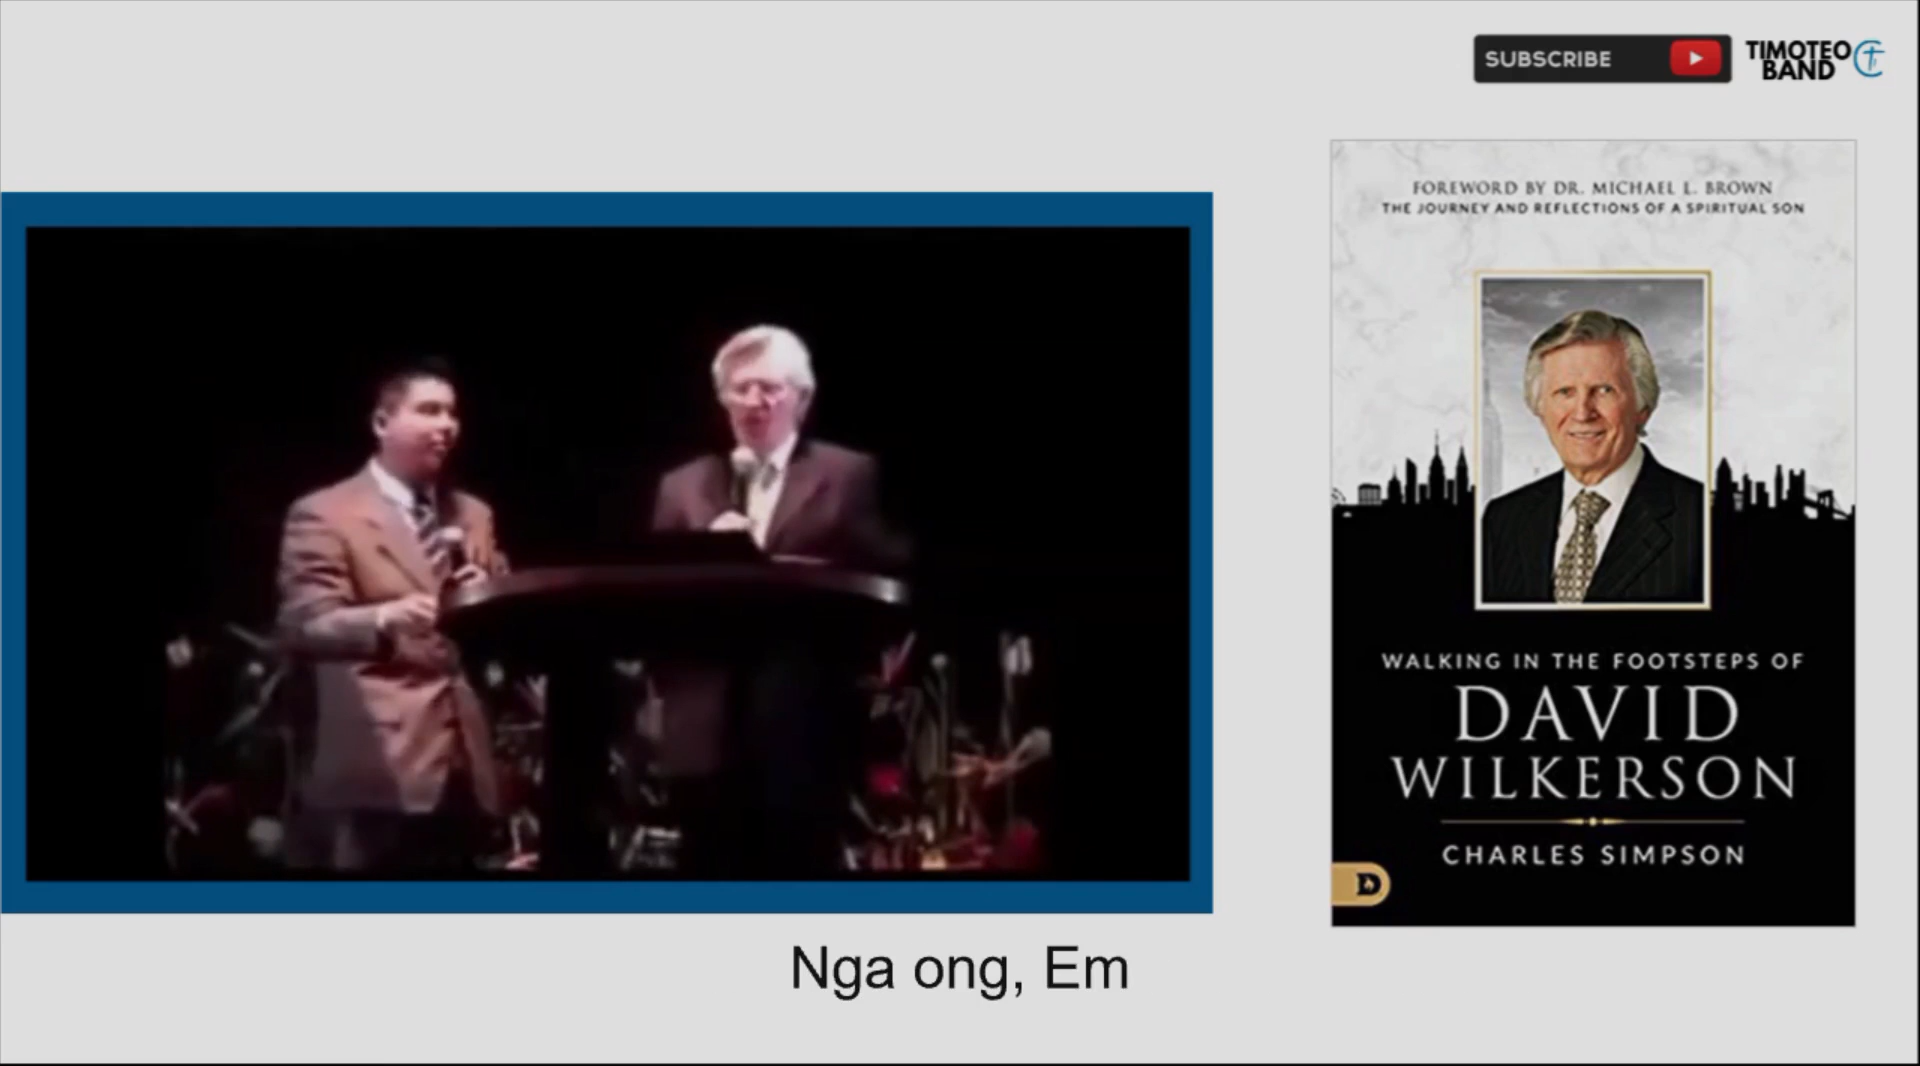 SUBSCRIBE
TIMOTEO
BAND
FOREWORD BY DR. MICHAEL L. BROWN
THE JOURNEY AND REFLECTIONS OF A SPIRITUAL SON
WALKING IN THE FOOTSTEPS OF
DAVID
WILKERSON
CHARLES SIMPSON
D
Nga ong, Em